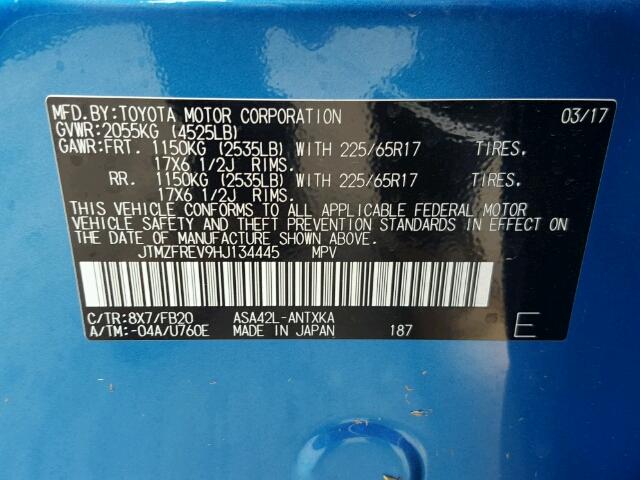 MFD.BY:TOYOTA MOTOR CORPORATION 03/17
GVWR:2055KG (4525LB)
GAWR:FRT. 1150KG (2535LB) WITH 225/65R17 TIRES,
17X6 1/2J RIMS.
RR. 1150KG (2535LB) WITH 225/65R17 TIRES,
17X6 1/2J RIMS.
THIS VEHICLE CONFORMS TO ALL APPLICABLE FEDERAL MOTOR
VEHICLE SAFETY AND THEFT PREVENTION STANDARDS IN EFFECT ON
THE DATE OF MANUFACTURE SHOWN ABOVE.
JTMZFREV9HJ134445 MPV
C/TR:8X7/FB20 ASA42L-ANTXKA
A/TM:-04A/U760E MADE IN JAPAN 187 E